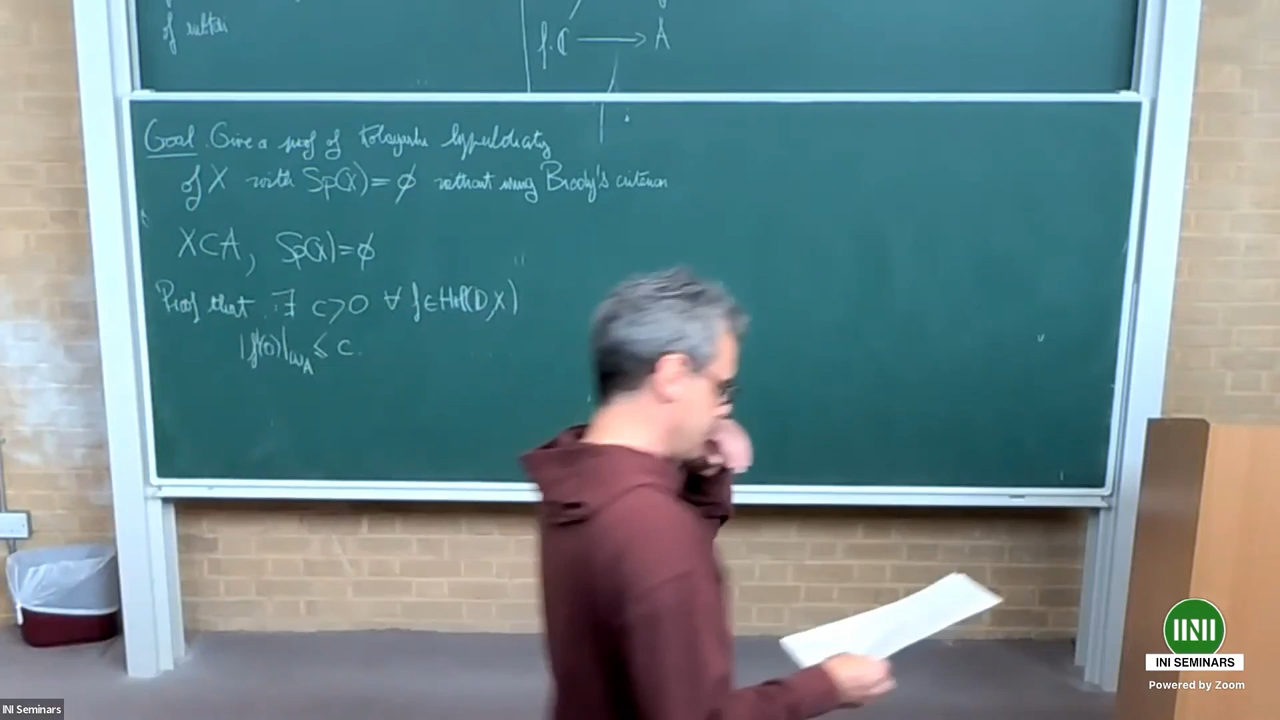 of
f: ℂ → A
Goal. Give a proof of Kobayashi hyperbolicity
of X with Sp(X) = ∅ without using Brody's criterion
X ⊂ A, Sp(X) = ∅
Proof that ∃ c > 0 ∀ f ∈ Hol(D, X)
|f'(0)|_{ω_A} ≤ c.
INI
INI SEMINARS
Powered by Zoom
INI Seminars